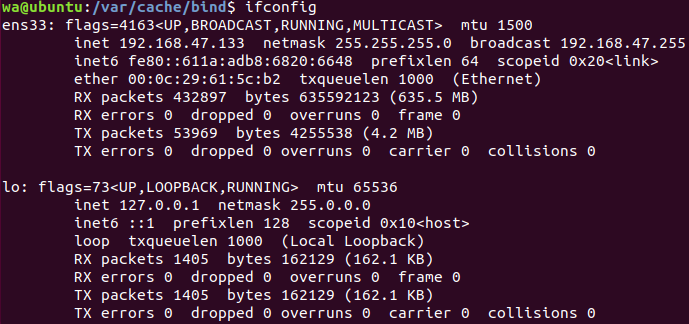 wa@ubuntu:/var/cache/bind$ ifconfig
ens33: flags=4163<UP,BROADCAST,RUNNING,MULTICAST>  mtu 1500
        inet 192.168.47.133  netmask 255.255.255.0  broadcast 192.168.47.255
        inet6 fe80::611a:adb8:6820:6648  prefixlen 64  scopeid 0x20<link>
        ether 00:0c:29:61:5c:b2  txqueuelen 1000  (Ethernet)
        RX packets 432897  bytes 635592123 (635.5 MB)
        RX errors 0  dropped 0  overruns 0  frame 0
        TX packets 53969  bytes 4255538 (4.2 MB)
        TX errors 0  dropped 0 overruns 0  carrier 0  collisions 0

lo: flags=73<UP,LOOPBACK,RUNNING>  mtu 65536
        inet 127.0.0.1  netmask 255.0.0.0
        inet6 ::1  prefixlen 128  scopeid 0x10<host>
        loop  txqueuelen 1000  (Local Loopback)
        RX packets 1405  bytes 162129 (162.1 KB)
        RX errors 0  dropped 0  overruns 0  frame 0
        TX packets 1405  bytes 162129 (162.1 KB)
        TX errors 0  dropped 0 overruns 0  carrier 0  collisions 0